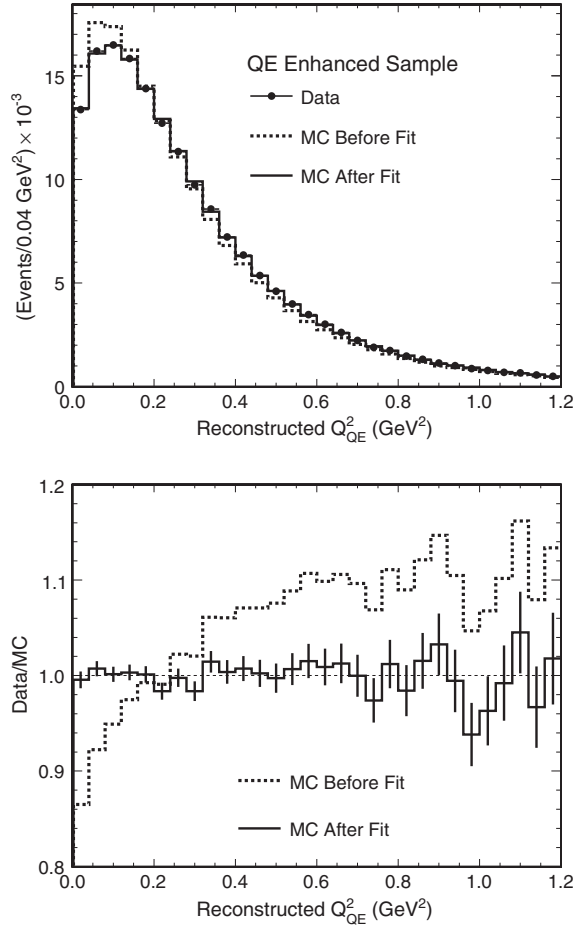 (Events/0.04 GeV²) × 10⁻³
15
10
5
0
QE Enhanced Sample
Data
MC Before Fit
MC After Fit
0.0 0.2 0.4 0.6 0.8 1.0 1.2
Reconstructed Q²QE (GeV²)
Data/MC
1.2
1.1
1.0
0.9
0.8
MC Before Fit
MC After Fit
0.0 0.2 0.4 0.6 0.8 1.0 1.2
Reconstructed Q²QE (GeV²)